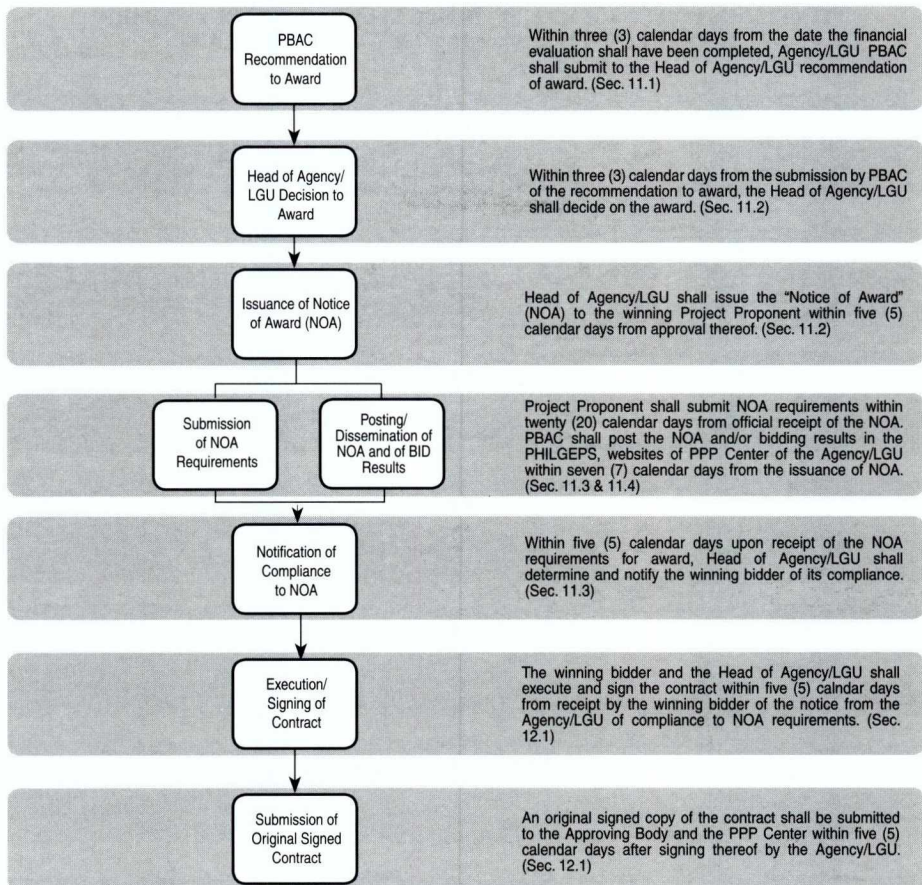 PBAC
Recommendation
to Award
Within three (3) calendar days from the date the financial
evaluation shall have been completed, Agency/LGU PBAC
shall submit to the Head of Agency/LGU recommendation
of award. (Sec. 11.1)
Head of Agency/
LGU Decision to
Award
Within three (3) calendar days from the submission by PBAC
of the recommendation to award, the Head of Agency/LGU
shall decide on the award. (Sec. 11.2)
Issuance of Notice
of Award (NOA)
Head of Agency/LGU shall issue the “Notice of Award”
(NOA) to the winning Project Proponent within five (5)
calendar days from approval thereof. (Sec. 11.2)
Submission
of NOA
Requirements
Posting/
Dissemination of
NOA and of BID
Results
Project Proponent shall submit NOA requirements within
twenty (20) calendar days from official receipt of the NOA.
PBAC shall post the NOA and/or bidding results in the
PHILGEPS, websites of PPP Center of the Agency/LGU
within seven (7) calendar days from the issuance of NOA.
(Sec. 11.3 & 11.4)
Notification of
Compliance
to NOA
Within five (5) calendar days upon receipt of the NOA
requirements for award, Head of Agency/LGU shall
determine and notify the winning bidder of its compliance.
(Sec. 11.3)
Execution/
Signing of
Contract
The winning bidder and the Head of Agency/LGU shall
execute and sign the contract within five (5) calndar days
from receipt by the winning bidder of the notice from the
Agency/LGU of compliance to NOA requirements. (Sec.
12.1)
Submission of
Original Signed
Contract
An original signed copy of the contract shall be submitted
to the Approving Body and the PPP Center within five (5)
calendar days after signing thereof by the Agency/LGU.
(Sec. 12.1)